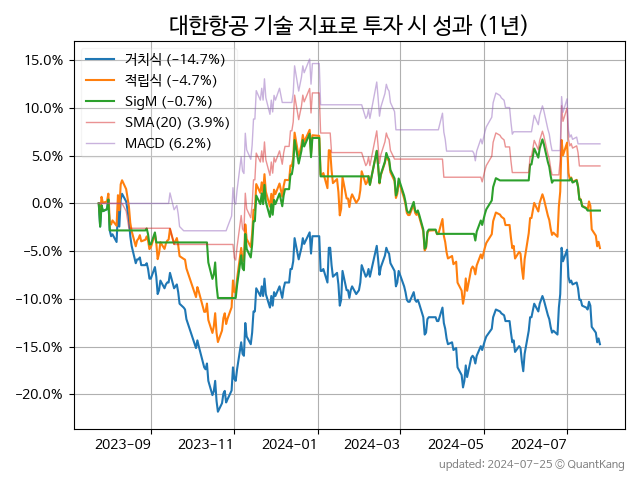 대한항공 기술 지표로 투자 시 성과 (1년)
거치식 (−14.7%)
적립식 (−4.7%)
SigM (−0.7%)
SMA(20) (3.9%)
MACD (6.2%)
15.0%
10.0%
5.0%
0.0%
−5.0%
−10.0%
−15.0%
−20.0%
2023-09 2023-11 2024-01 2024-03 2024-05 2024-07
updated: 2024-07-25 © QuantKang